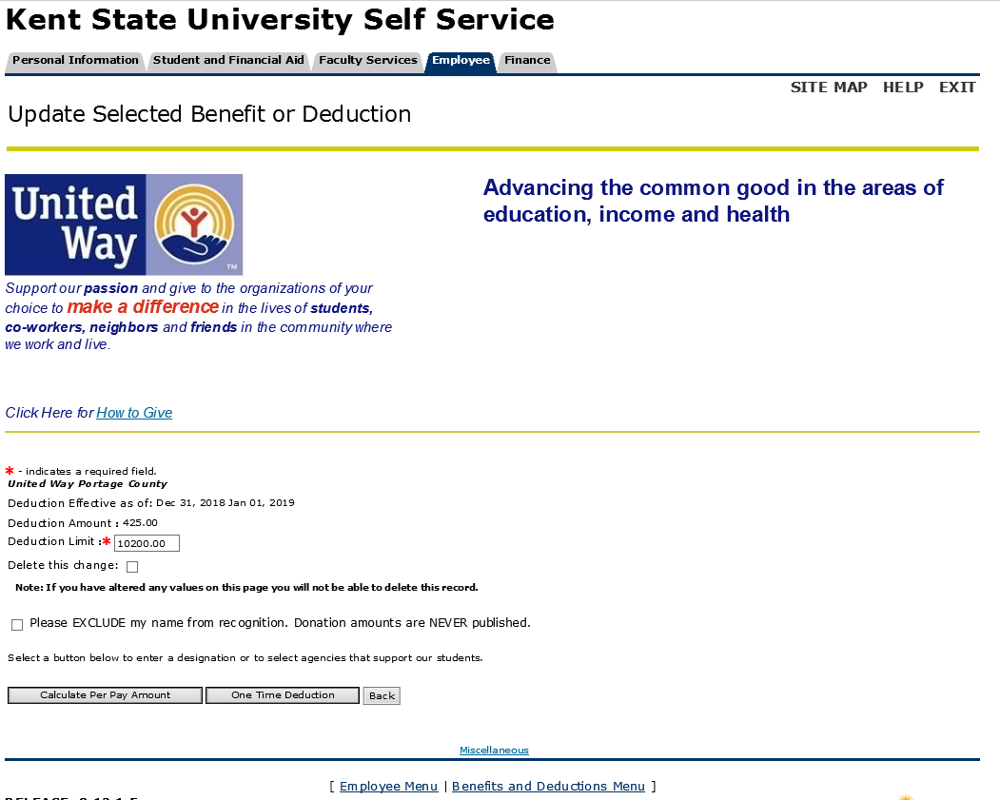 Kent State University Self Service
Personal Information Student and Financial Aid Faculty Services Employee Finance
SITE MAP HELP EXIT
Update Selected Benefit or Deduction
United
Way
TM
Advancing the common good in the areas of
education, income and health
Support our passion and give to the organizations of your
choice to make a difference in the lives of students,
co-workers, neighbors and friends in the community where
we work and live.
Click Here for How to Give
* - indicates a required field.
United Way Portage County
Deduction Effective as of: Dec 31, 2018 Jan 01, 2019
Deduction Amount : 425.00
Deduction Limit :* 10200.00
Delete this change:
Note: If you have altered any values on this page you will not be able to delete this record.
Please EXCLUDE my name from recognition. Donation amounts are NEVER published.
Select a button below to enter a designation or to select agencies that support our students.
Calculate Per Pay Amount One Time Deduction Back
Miscellaneous
[ Employee Menu | Benefits and Deductions Menu ]